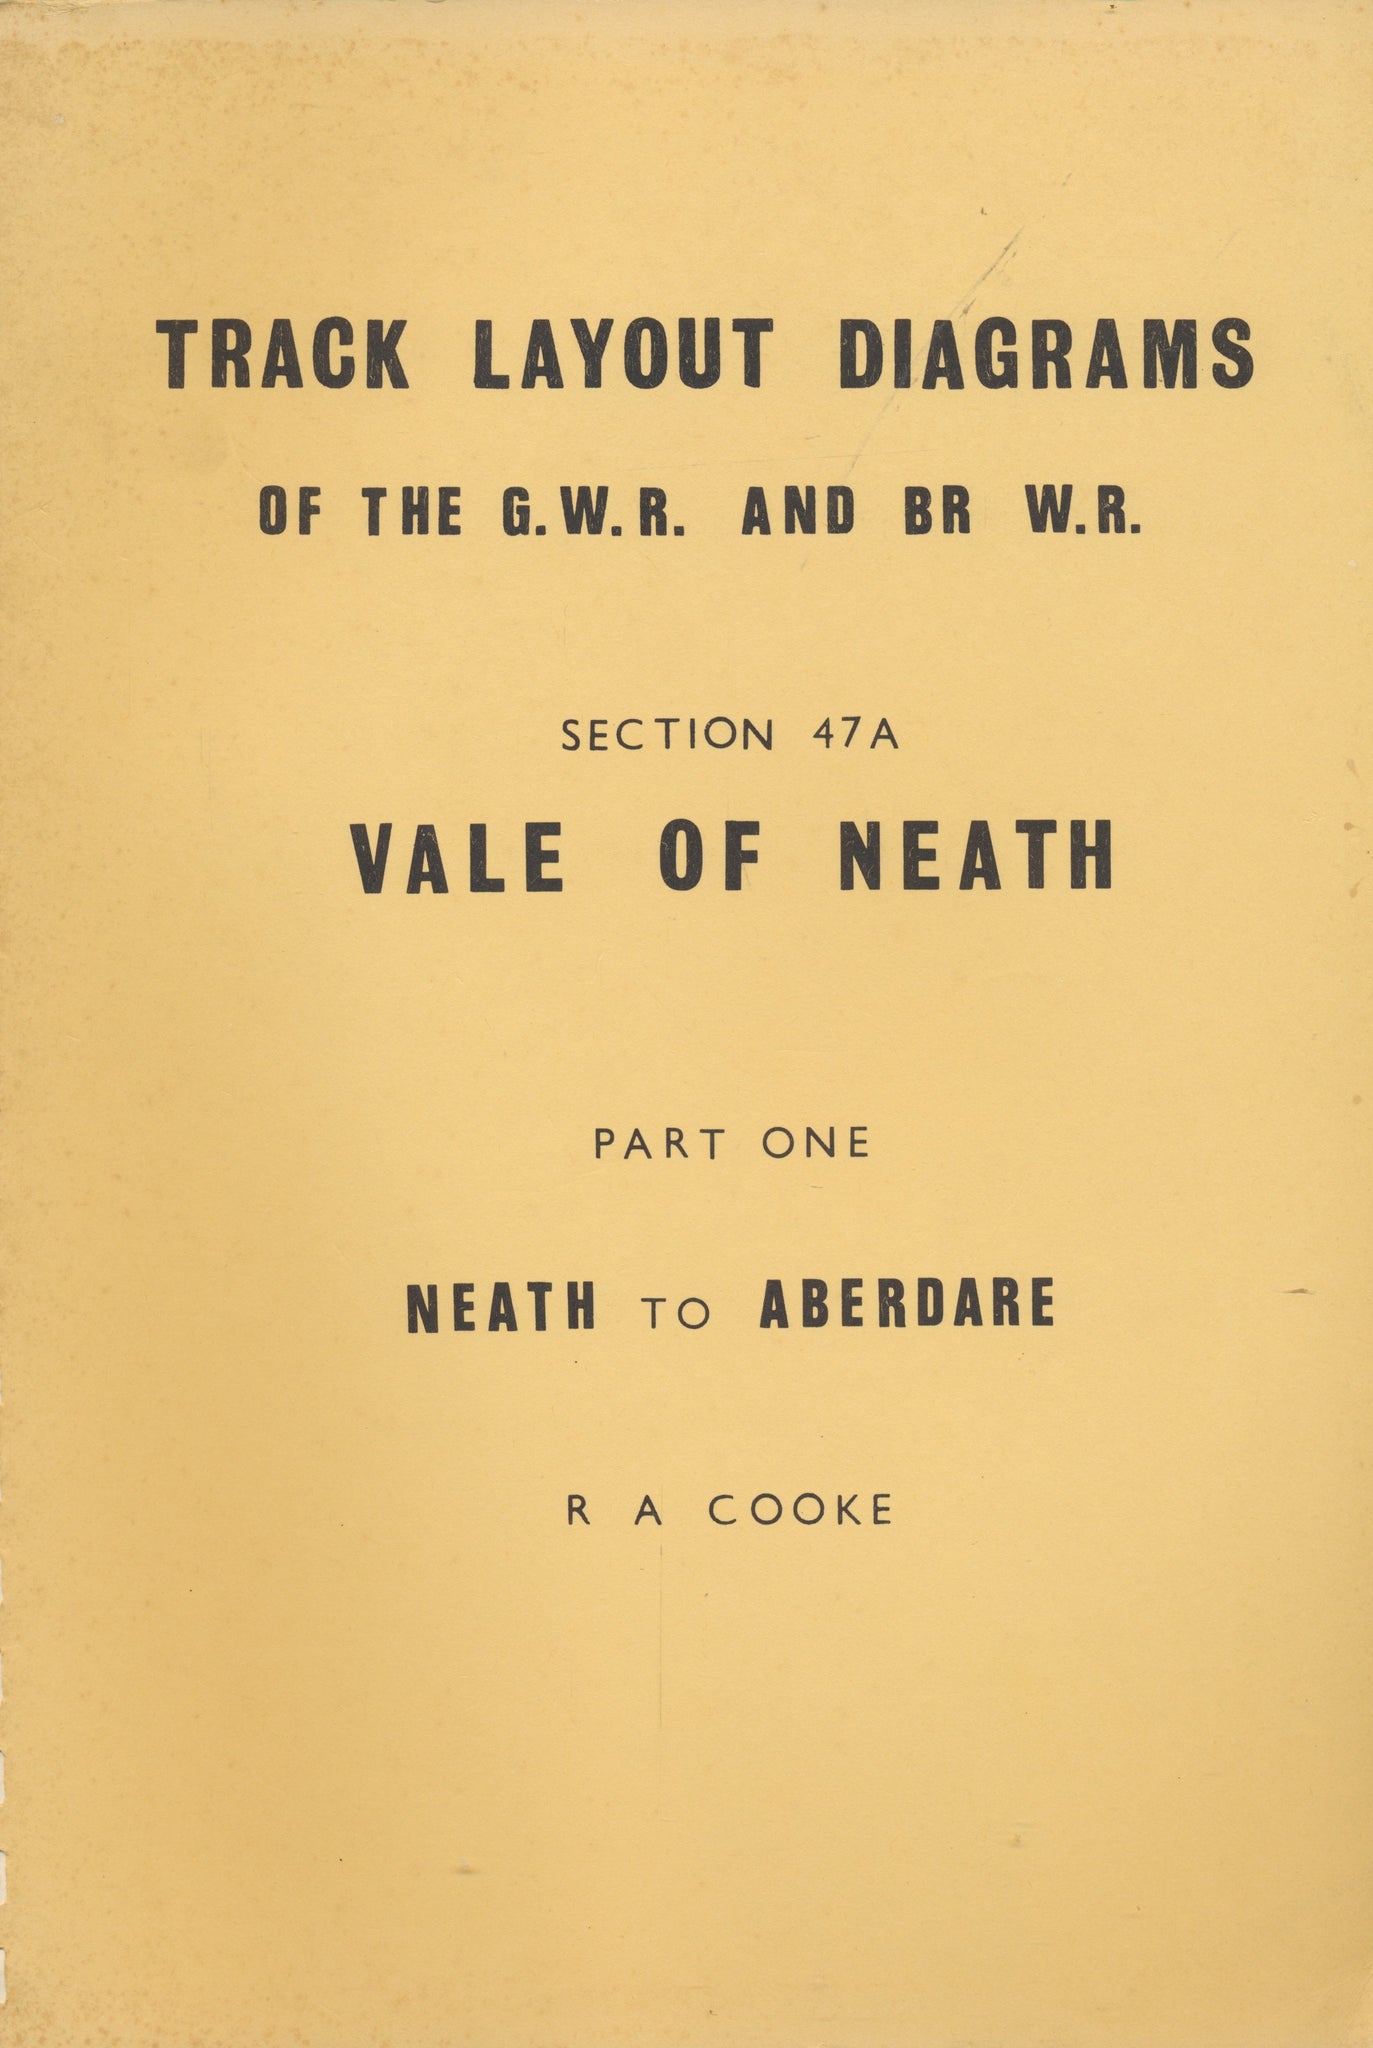 TRACK LAYOUT DIAGRAMS
OF THE G.W.R. AND BR W.R.
SECTION 47A
VALE OF NEATH
PART ONE
NEATH TO ABERDARE
R A COOKE